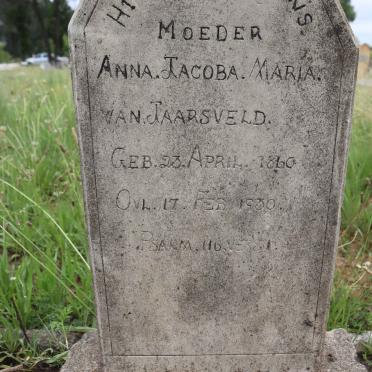 MOEDER
ANNA. JACOBA. MARIA.
VAN. JAARSVELD.
GEB. 23. APRIL. 1860
OVL. 17. FEB 1930.
PSALM. 116